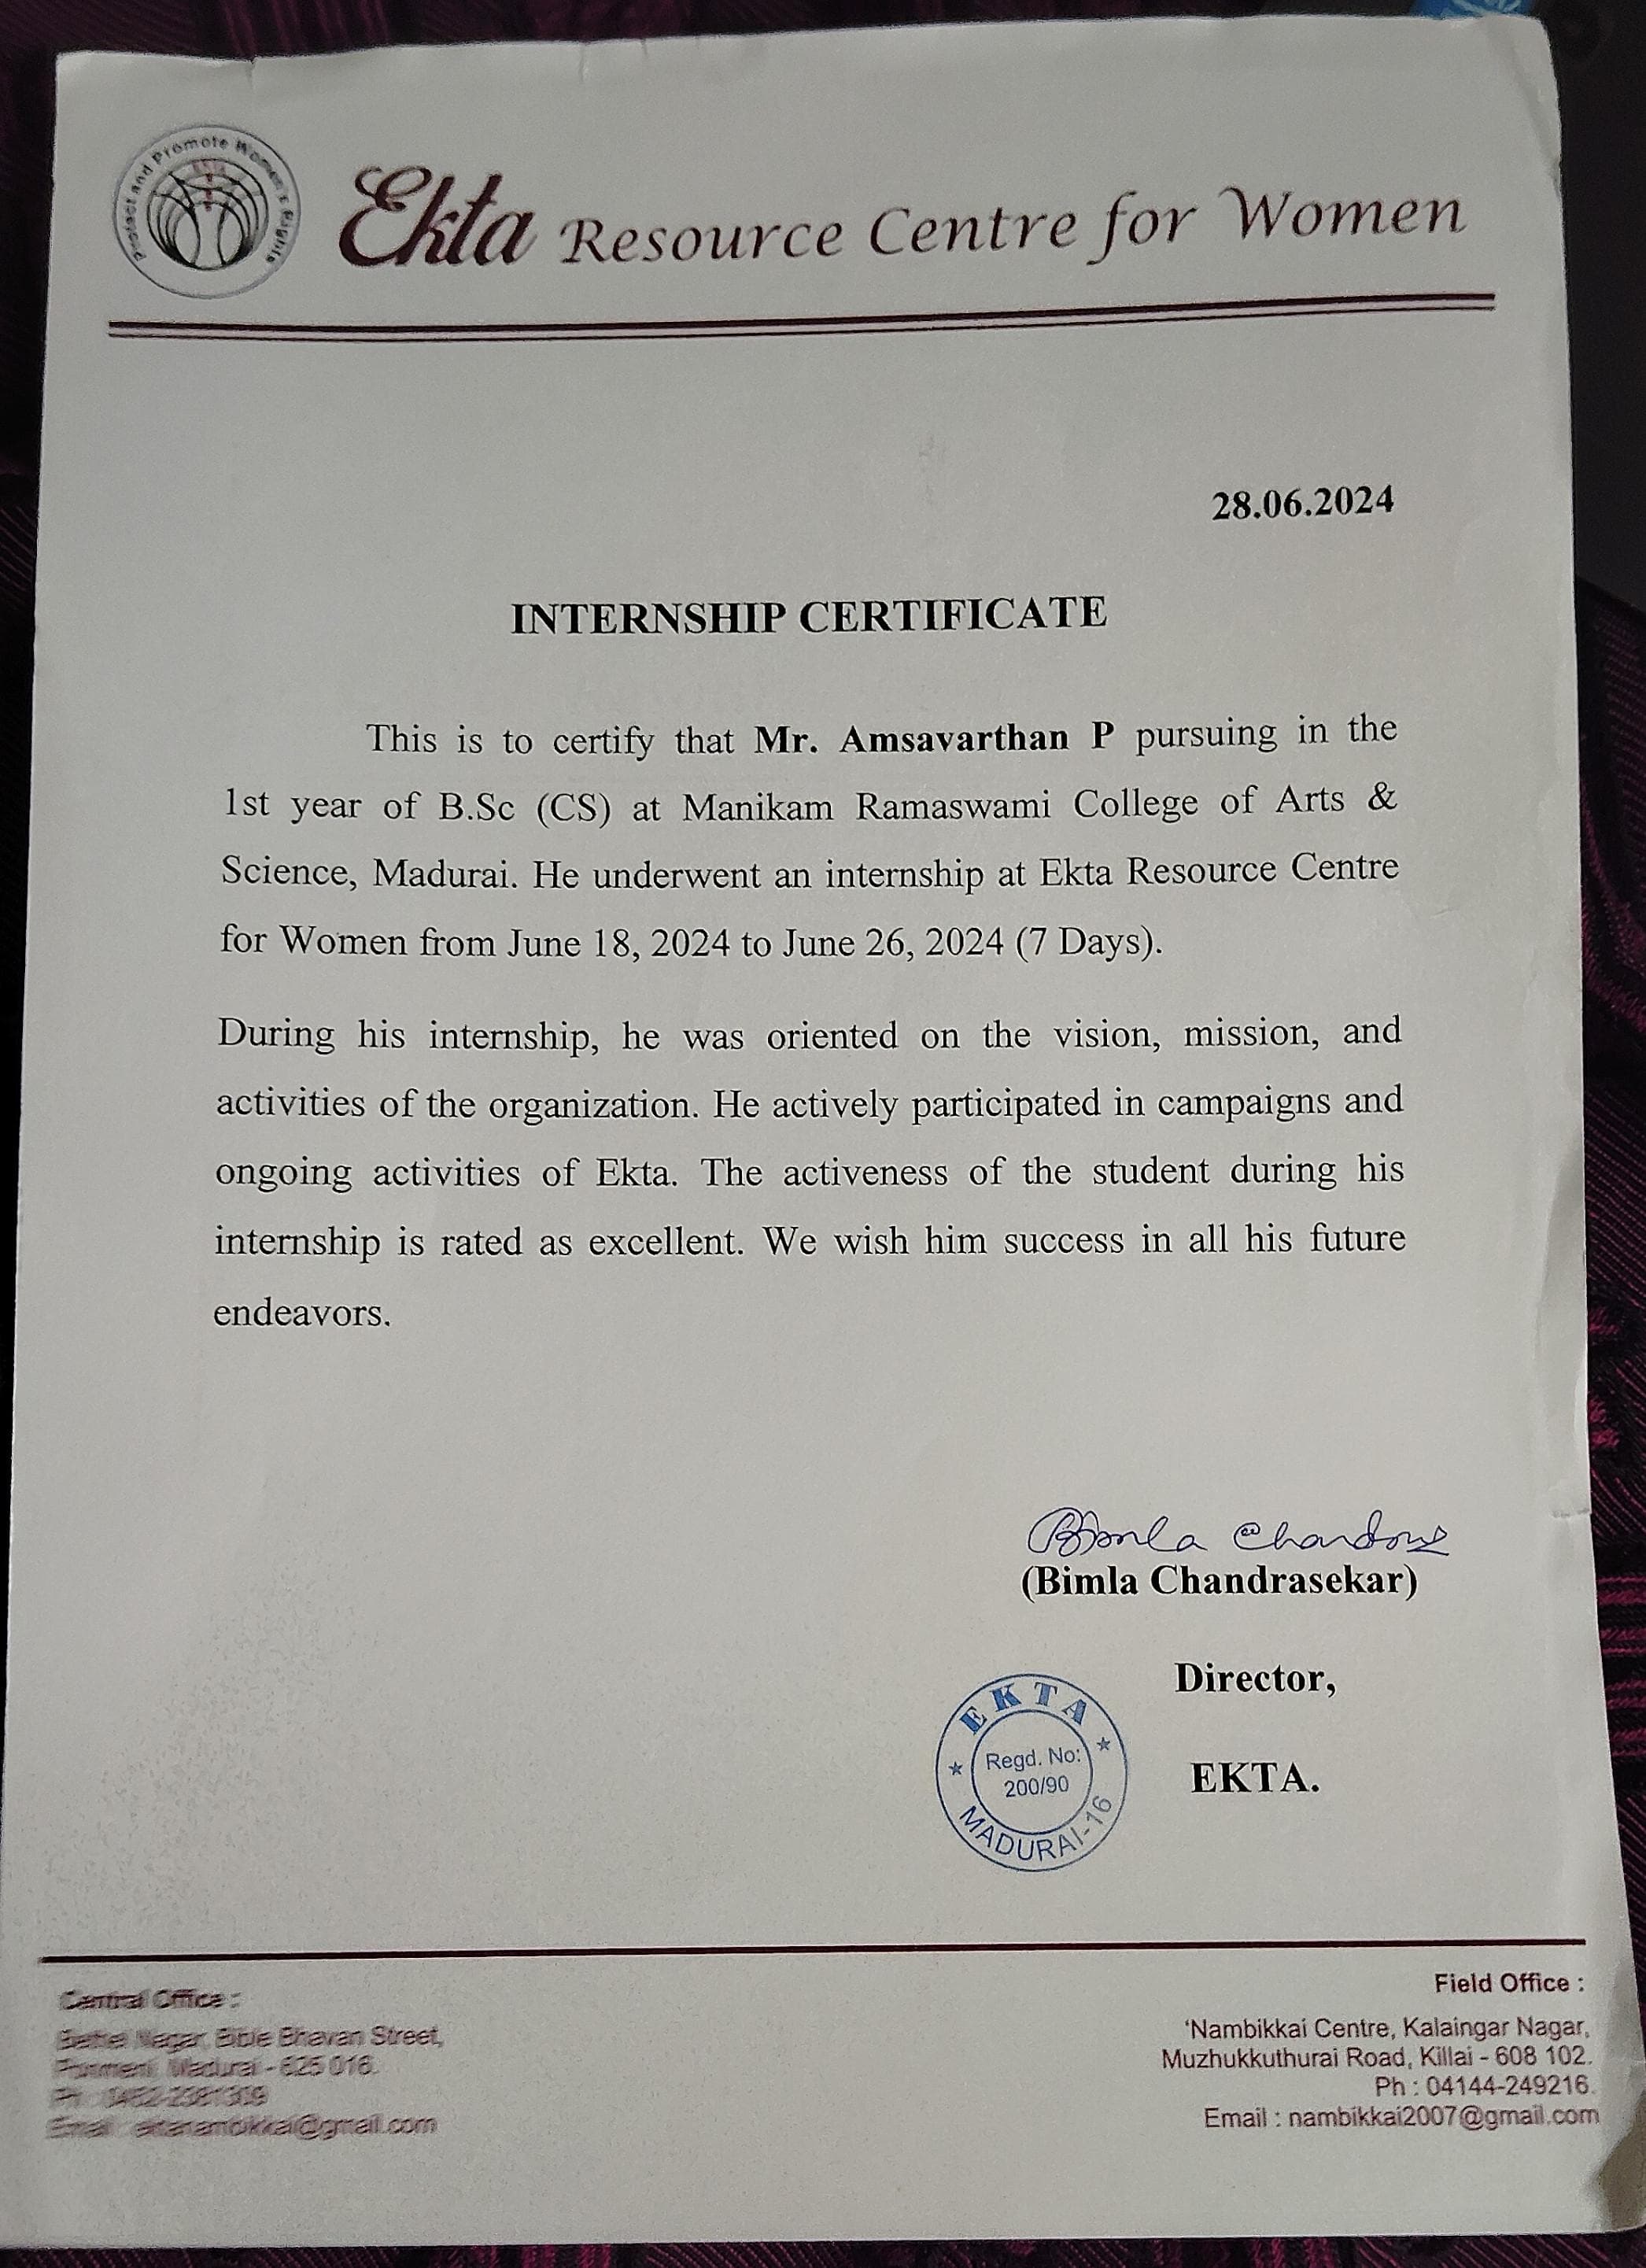 Protect and Promote Women's Rights
Ekta Resource Centre for Women
28.06.2024
INTERNSHIP CERTIFICATE
This is to certify that Mr. Amsavarthan P pursuing in the
1st year of B.Sc (CS) at Manikam Ramaswami College of Arts &
Science, Madurai. He underwent an internship at Ekta Resource Centre
for Women from June 18, 2024 to June 26, 2024 (7 Days).
During his internship, he was oriented on the vision, mission, and
activities of the organization. He actively participated in campaigns and
ongoing activities of Ekta. The activeness of the student during his
internship is rated as excellent. We wish him success in all his future
endeavors.
Bimla Chandra
(Bimla Chandrasekar)
Director,
EKTA.
EKTA
Regd. No:
200/90
MADURAI-16
Central Office :
Bethel Nagar, Bible Bhavan Street,
Ponmeni, Madurai - 625 016.
Ph : 0452-2381309
Email : ektanambikkai@gmail.com
Field Office :
'Nambikkai Centre, Kalaingar Nagar,
Muzhukkuthurai Road, Killai - 608 102.
Ph : 04144-249216.
Email : nambikkai2007@gmail.com